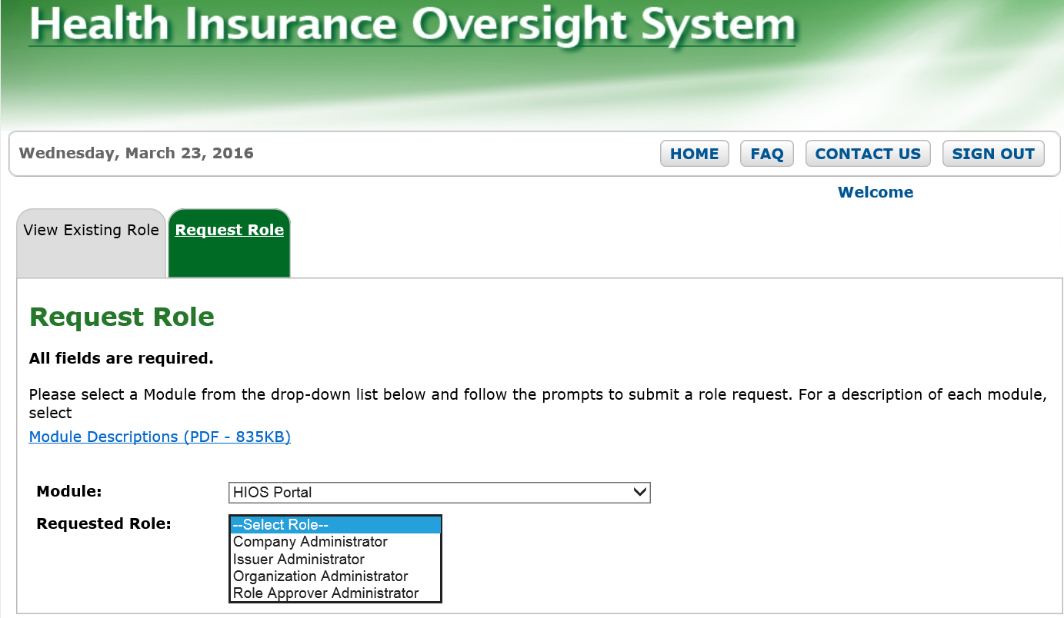 Health Insurance Oversight System
Wednesday, March 23, 2016
HOME
FAQ
CONTACT US
SIGN OUT
Welcome
View Existing Role
Request Role
Request Role
All fields are required.
Please select a Module from the drop-down list below and follow the prompts to submit a role request. For a description of each module,
select
Module Descriptions (PDF - 835KB)
Module:
HIOS Portal
Requested Role:
--Select Role--
Company Administrator
Issuer Administrator
Organization Administrator
Role Approver Administrator